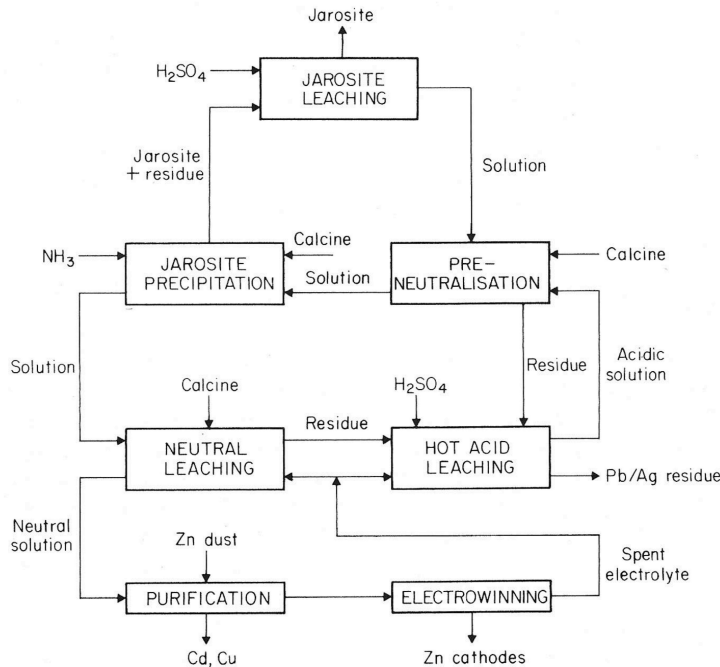 Jarosite
H₂SO₄
JAROSITE
LEACHING
Jarosite
+ residue
Solution
NH₃
Calcine
JAROSITE
PRECIPITATION
Solution
PRE-
NEUTRALISATION
Calcine
Solution
Calcine
Residue
H₂SO₄
Residue
Acidic
solution
NEUTRAL
LEACHING
HOT ACID
LEACHING
Pb/Ag residue
Neutral
solution
Zn dust
Spent
electrolyte
PURIFICATION
ELECTROWINNING
Cd, Cu
Zn cathodes